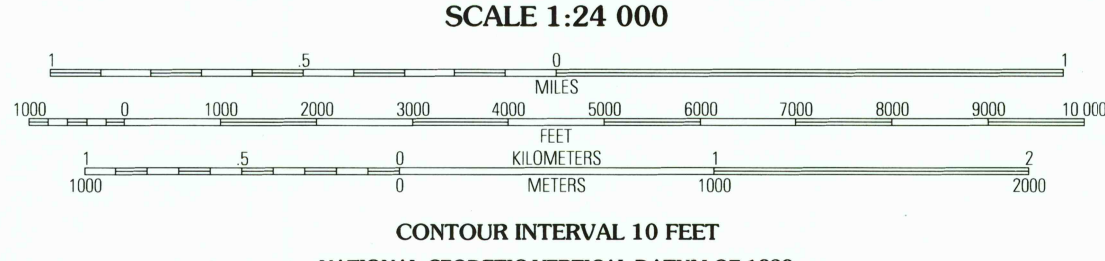 SCALE 1:24 000
1 .5 0 1
MILES
1000 0 1000 2000 3000 4000 5000 6000 7000 8000 9000 10 000
FEET
1 .5 0 KILOMETERS 1 2
1000 0 METERS 1000 2000
CONTOUR INTERVAL 10 FEET